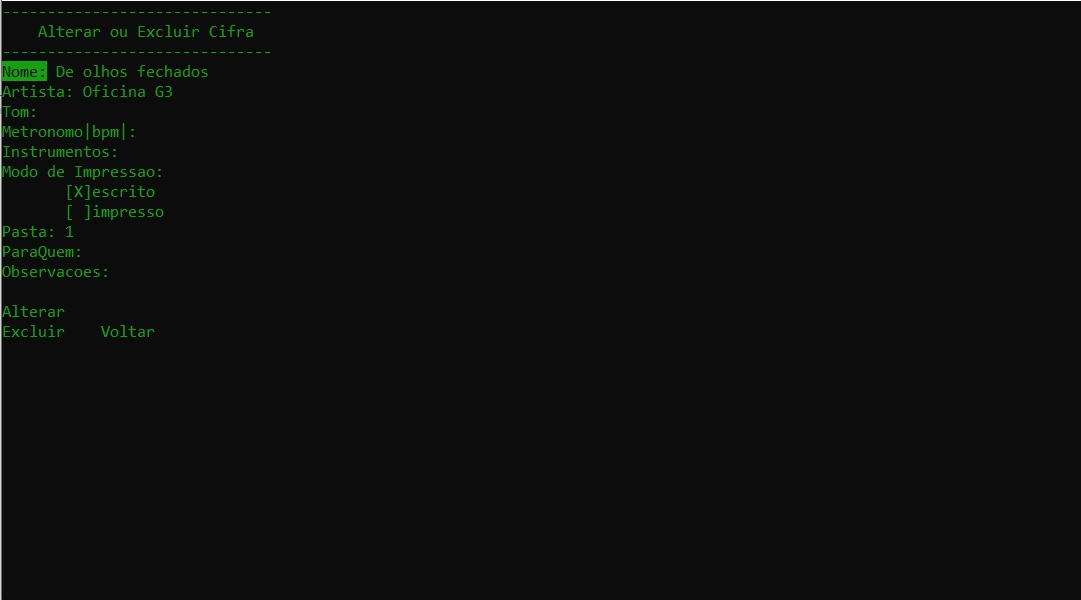 ------------------------------
Alterar ou Excluir Cifra
------------------------------
Nome: De olhos fechados
Artista: Oficina G3
Tom:
Metronomo|bpm|:
Instrumentos:
Modo de Impressao:
[X]escrito
[ ]impresso
Pasta: 1
ParaQuem:
Observacoes:
Alterar
Excluir    Voltar